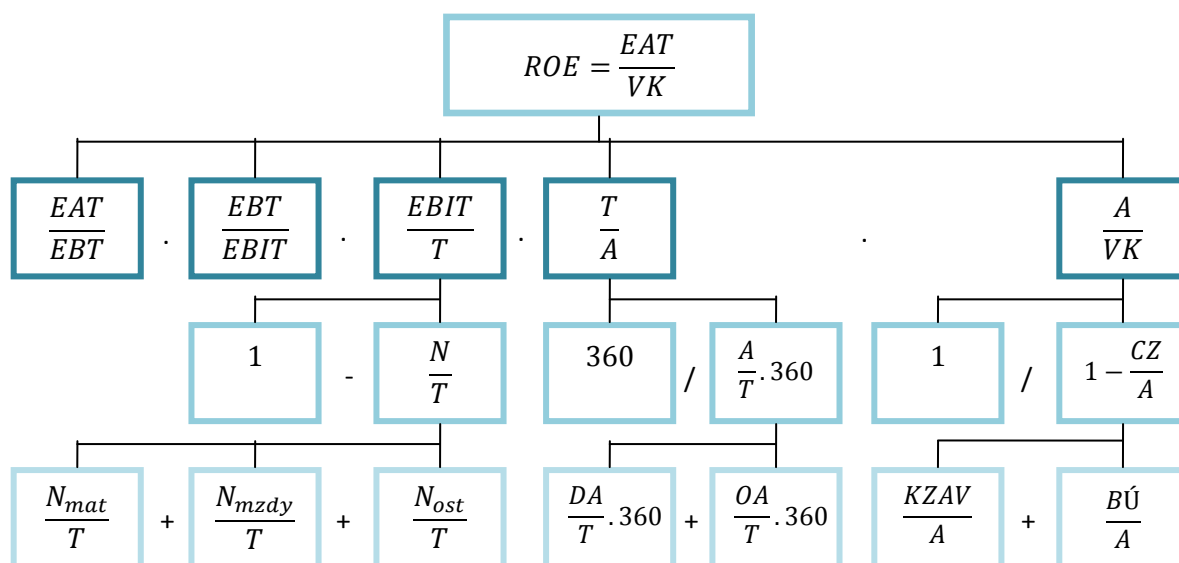 ROE = EAT/VK
EAT/EBT . EBT/EBIT . EBIT/T . T/A . A/VK
1 - N/T 360 / A/T . 360 1 / 1 − CZ/A
N_mat/T + N_mzdy/T + N_ost/T DA/T . 360 + OA/T . 360 KZAV/A + BÚ/A